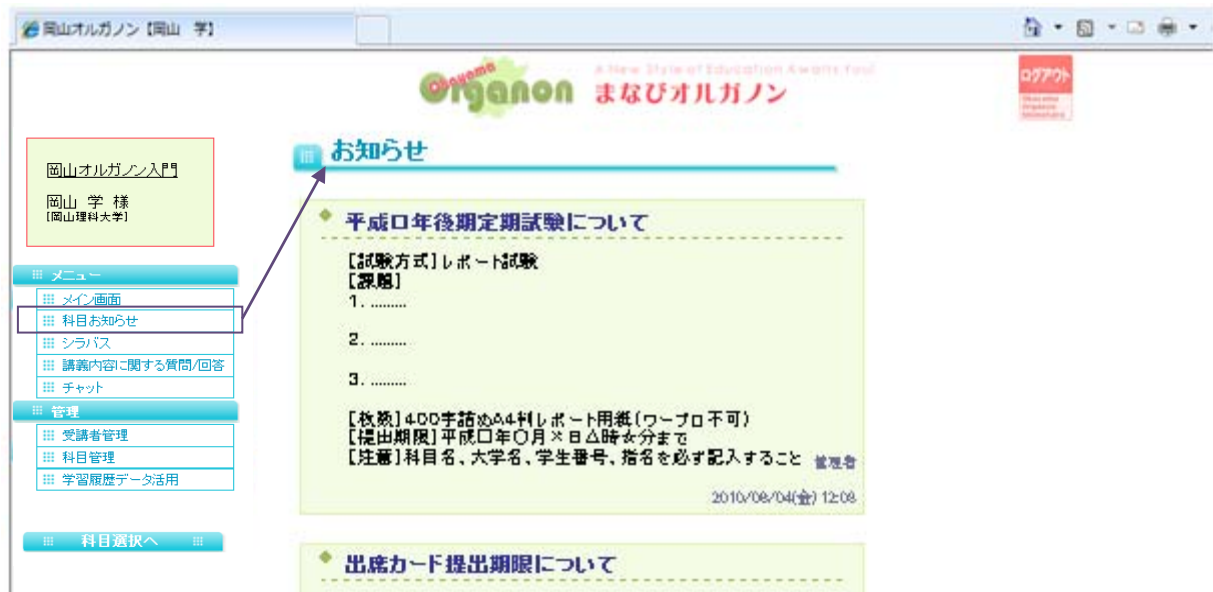 岡山オルガノン【岡山 学】
Okayama
Organon
A New Style of Education Awaits You!
まなびオルガノン
ログアウト
岡山オルガノン入門
岡山 学 様
[岡山理科大学]
メニュー
メイン画面
科目お知らせ
シラバス
講義内容に関する質問/回答
チャット
管理
受講者管理
科目管理
学習履歴データ活用
科目選択へ
お知らせ
平成口年後期定期試験について
【試験方式】レポート試験
【課題】
1. .........
2. .........
3. .........
【枚数】400字詰めA4判レポート用紙(ワープロ不可)
【提出期限】平成口年○月×日△時☆分まで
【注意】科目名、大学名、学生番号、指名を必ず記入すること
管理者
2010/08/04(金) 12:08
出席カード提出期限について